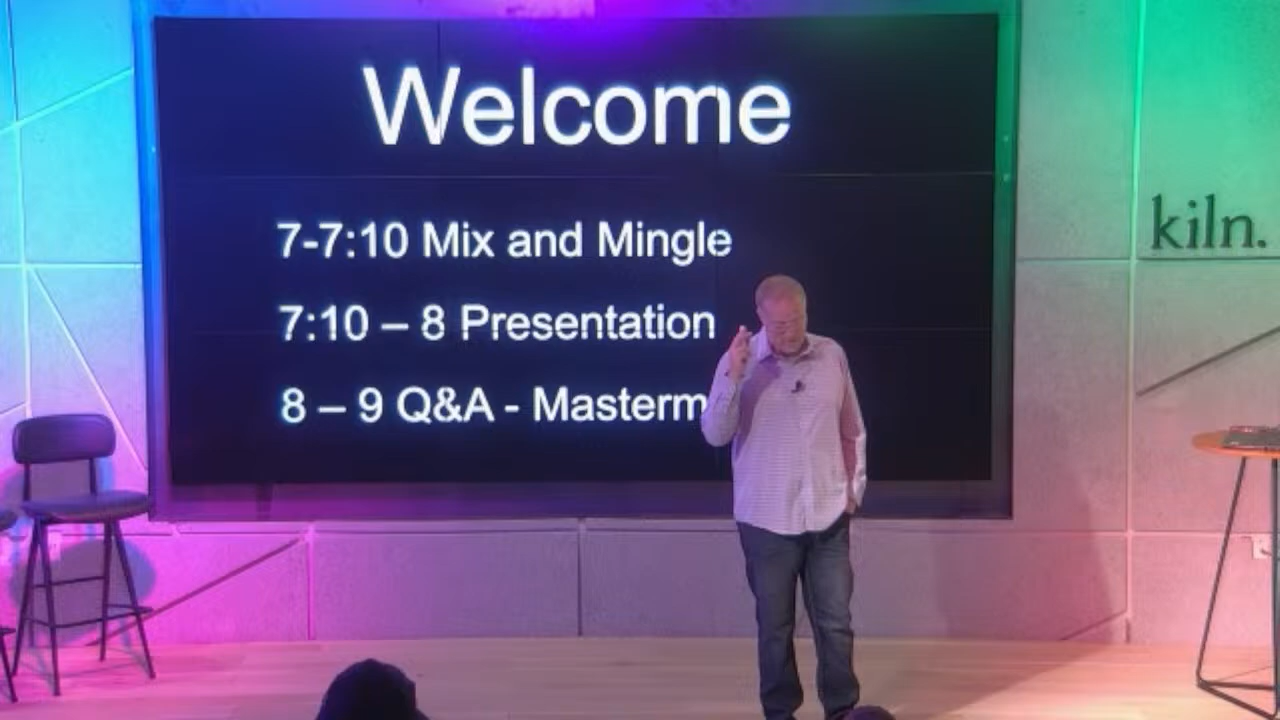 Welcome
7-7:10 Mix and Mingle
7:10 – 8 Presentation
8 – 9 Q&A - Masterm
kiln.